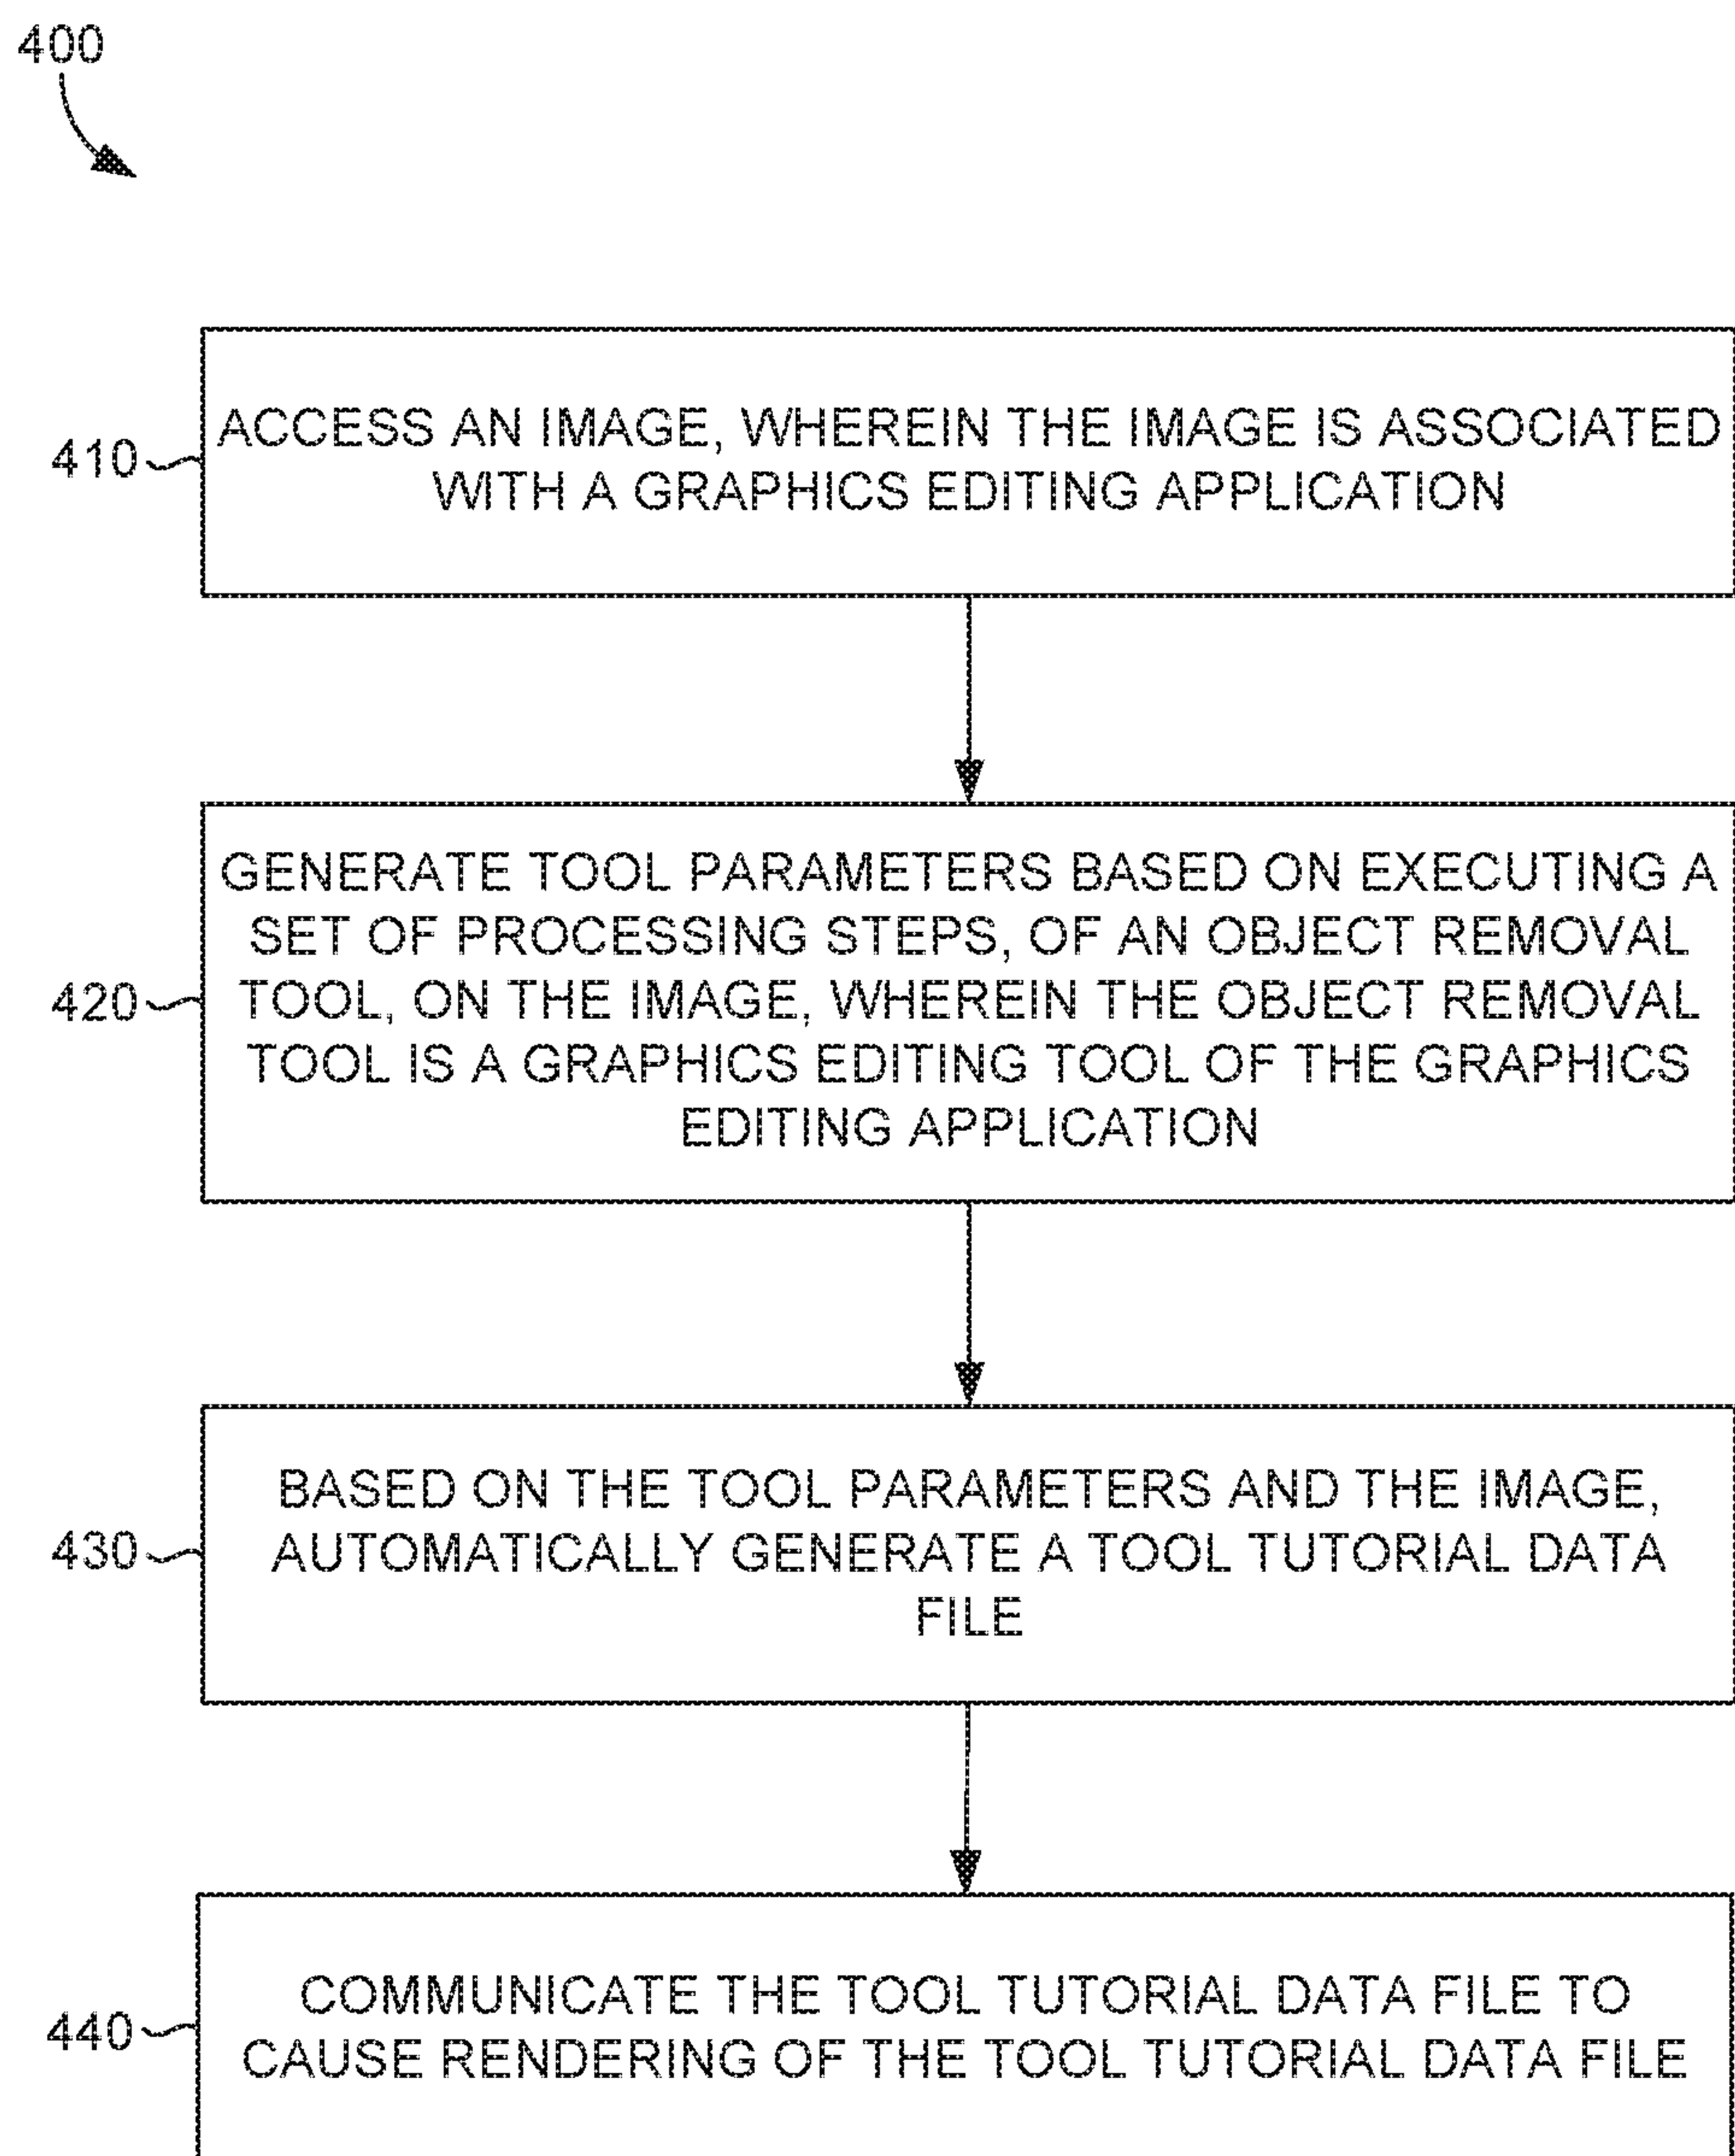 400
410
ACCESS AN IMAGE, WHEREIN THE IMAGE IS ASSOCIATED
WITH A GRAPHICS EDITING APPLICATION
420
GENERATE TOOL PARAMETERS BASED ON EXECUTING A
SET OF PROCESSING STEPS, OF AN OBJECT REMOVAL
TOOL, ON THE IMAGE, WHEREIN THE OBJECT REMOVAL
TOOL IS A GRAPHICS EDITING TOOL OF THE GRAPHICS
EDITING APPLICATION
430
BASED ON THE TOOL PARAMETERS AND THE IMAGE,
AUTOMATICALLY GENERATE A TOOL TUTORIAL DATA
FILE
440
COMMUNICATE THE TOOL TUTORIAL DATA FILE TO
CAUSE RENDERING OF THE TOOL TUTORIAL DATA FILE